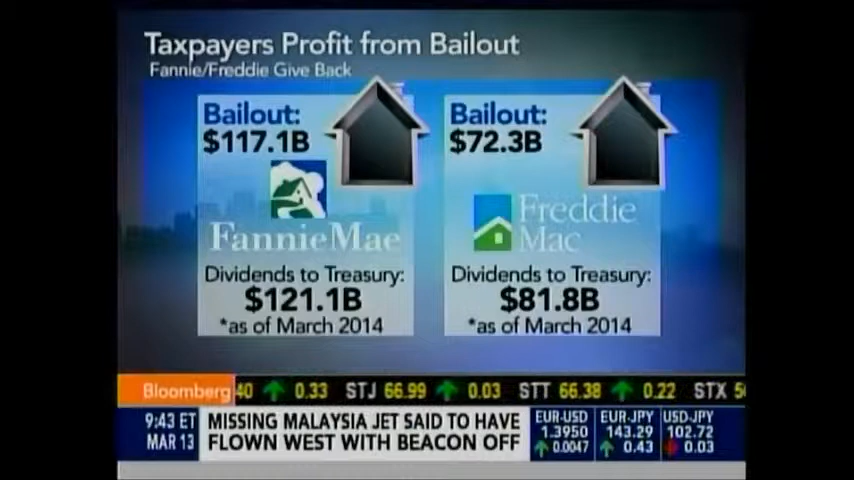 Taxpayers Profit from Bailout
Fannie/Freddie Give Back
Bailout:
$117.1B
FannieMae
Dividends to Treasury:
$121.1B
*as of March 2014
Bailout:
$72.3B
Freddie
Mac
Dividends to Treasury:
$81.8B
*as of March 2014
Bloomberg 40 0.33 STJ 66.99 0.03 STT 66.38 0.22 STX
9:43 ET
MAR 13
MISSING MALAYSIA JET SAID TO HAVE
FLOWN WEST WITH BEACON OFF
EUR-USD
1.3950
0.0047
EUR-JPY
143.29
0.43
USD-JPY
102.72
0.03